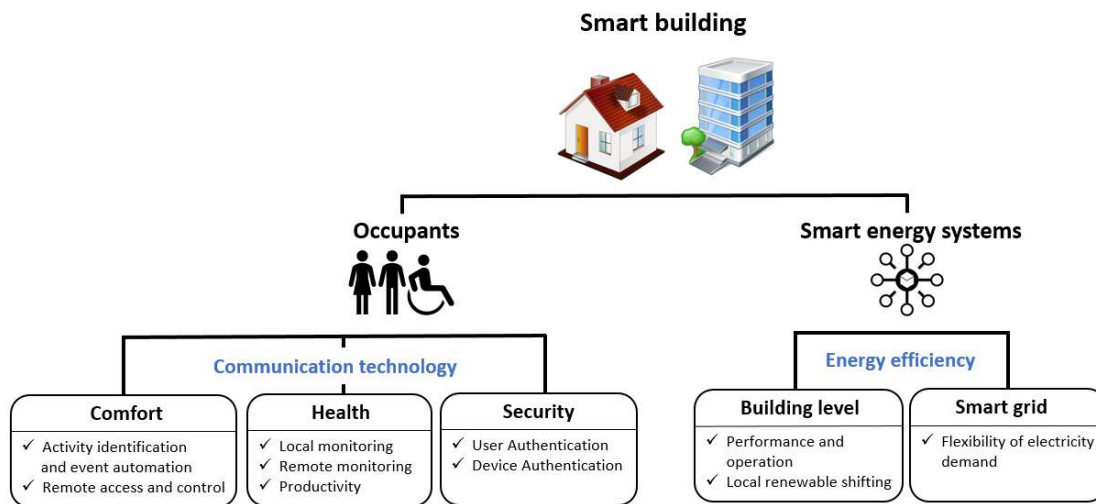 Smart building
Occupants
Smart energy systems
Communication technology
Energy efficiency
Comfort
✓ Activity identification
and event automation
✓ Remote access and control
Health
✓ Local monitoring
✓ Remote monitoring
✓ Productivity
Security
✓ User Authentication
✓ Device Authentication
Building level
✓ Performance and
operation
✓ Local renewable shifting
Smart grid
✓ Flexibility of electricity
demand